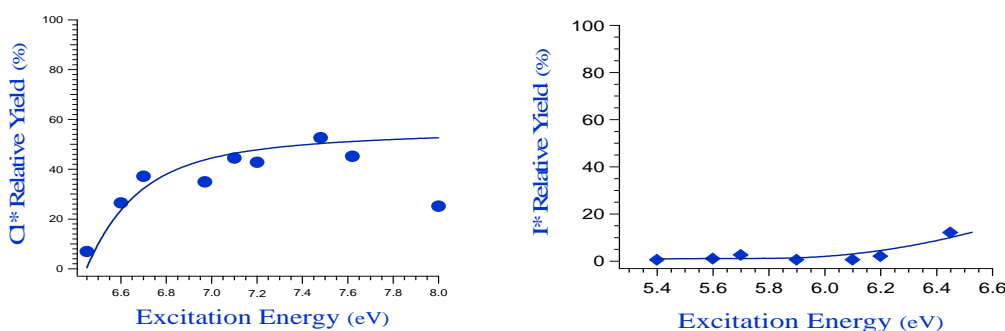 Cl* Relative Yield (%)
100
80
60
40
20
0
6.6 6.8 7.0 7.2 7.4 7.6 7.8 8.0
Excitation Energy (eV)
I* Relative Yield (%)
100
80
60
40
20
0
5.4 5.6 5.8 6.0 6.2 6.4 6.6
Excitation Energy (eV)